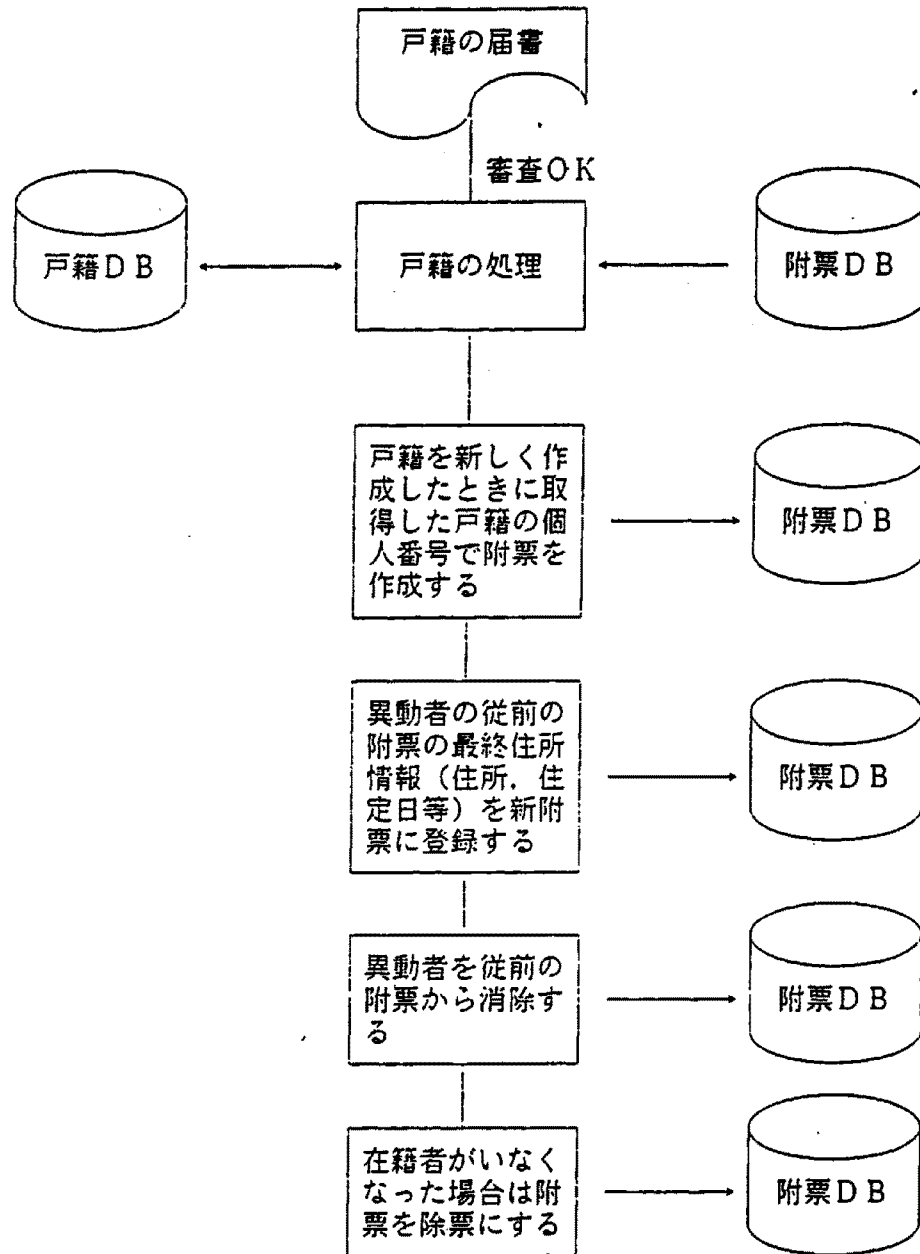 戸籍の届書
審査OK
戸籍DB
戸籍の処理
附票DB
戸籍を新しく作
成したときに取
得した戸籍の個
人番号で附票を
作成する
附票DB
異動者の従前の
附票の最終住所
情報（住所．住
定日等）を新附
票に登録する
附票DB
異動者を従前の
附票から消除す
る
附票DB
在籍者がいなく
なった場合は附
票を除票にする
附票DB